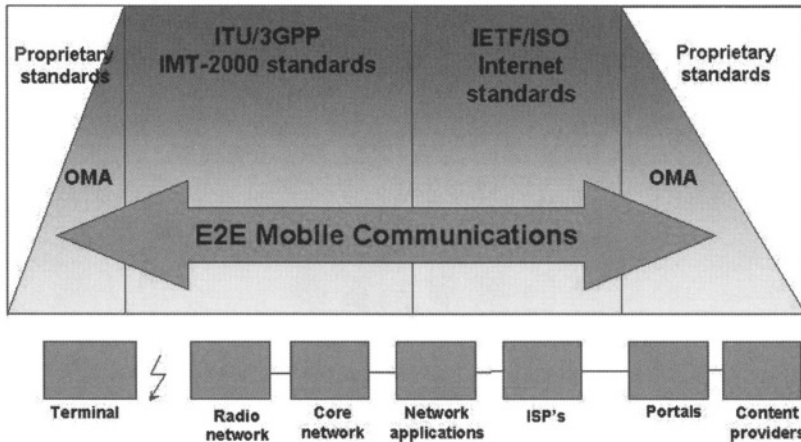 Proprietary
standards
ITU/3GPP
IMT-2000 standards
IETF/ISO
Internet
standards
Proprietary
standards
OMA
OMA
E2E Mobile Communications
Terminal
Radio
network
Core
network
Network
applications
ISP's
Portals
Content
providers